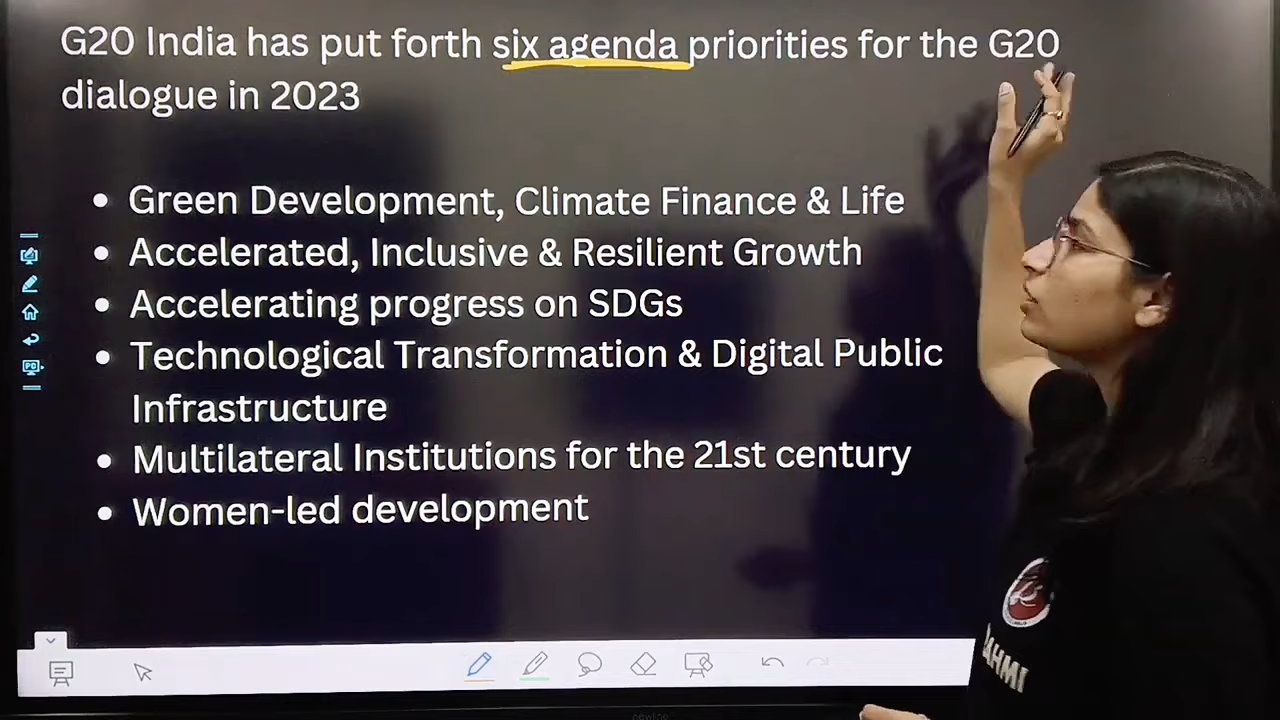 G20 India has put forth six agenda priorities for the G20
dialogue in 2023
• Green Development, Climate Finance & Life
• Accelerated, Inclusive & Resilient Growth
• Accelerating progress on SDGs
• Technological Transformation & Digital Public
Infrastructure
• Multilateral Institutions for the 21st century
• Women-led development
AHMI
newline